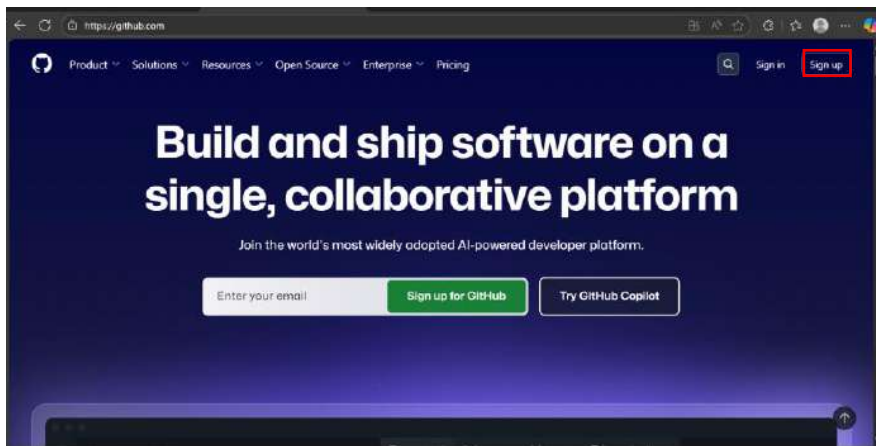 https://github.com
Product Solutions Resources Open Source Enterprise Pricing Sign in Sign up
Build and ship software on a
single, collaborative platform
Join the world's most widely adopted AI-powered developer platform.
Enter your email Sign up for GitHub Try GitHub Copilot